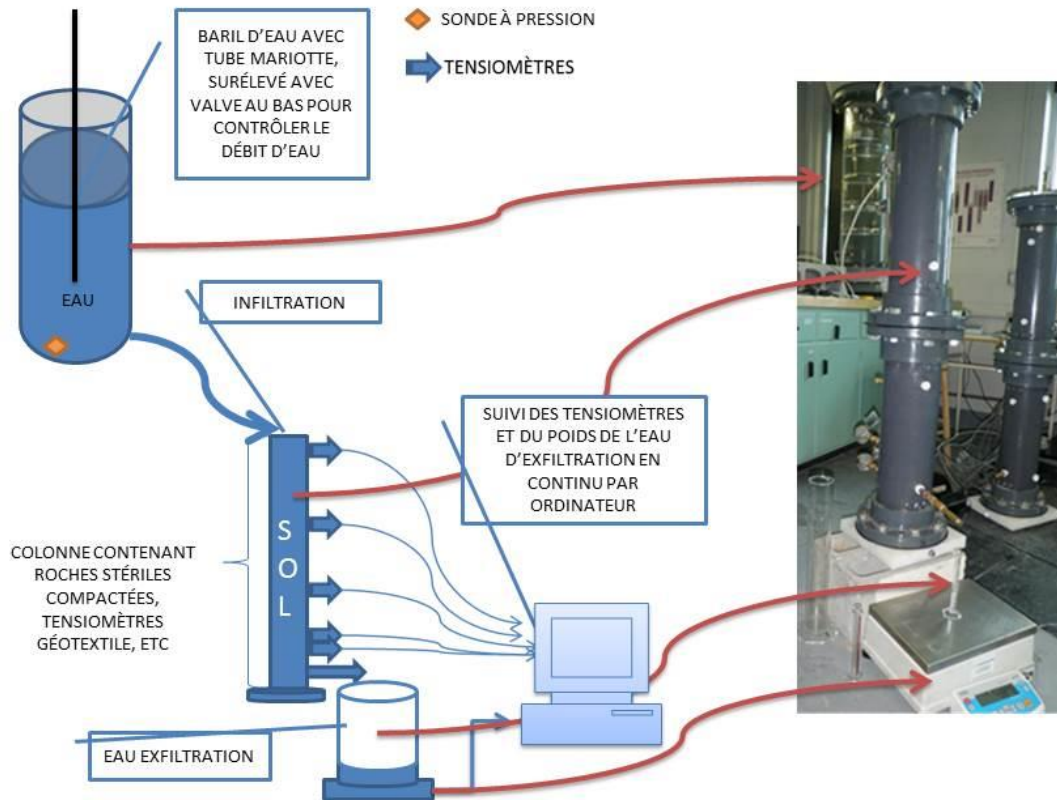 SONDE À PRESSION
TENSIOMÈTRES
BARIL D'EAU AVEC
TUBE MARIOTTE,
SURÉLEVÉ AVEC
VALVE AU BAS POUR
CONTRÔLER LE
DÉBIT D'EAU
EAU
INFILTRATION
SUIVI DES TENSIOMÈTRES
ET DU POIDS DE L'EAU
D'EXFILTRATION EN
CONTINU PAR
ORDINATEUR
S
O
L
COLONNE CONTENANT
ROCHES STÉRILES
COMPACTÉES,
TENSIOMÈTRES
GÉOTEXTILE, ETC
EAU EXFILTRATION